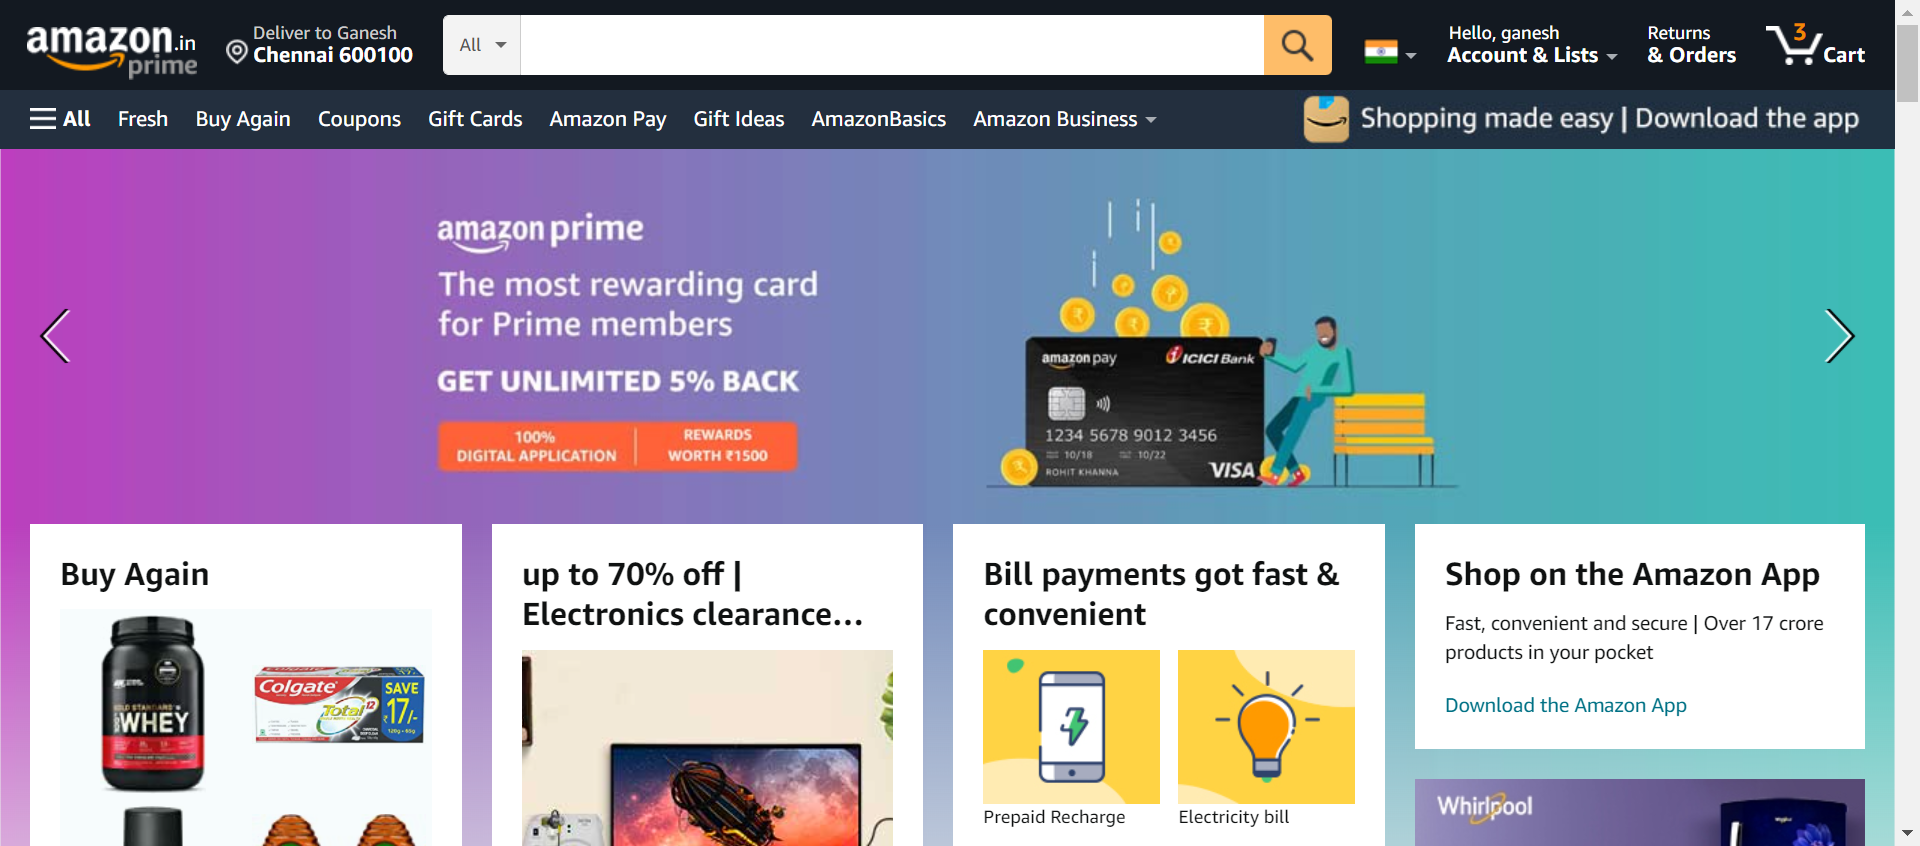 amazon.in
prime
Deliver to Ganesh
Chennai 600100
All
Hello, ganesh
Account & Lists
Returns
& Orders
3
Cart
All
Fresh
Buy Again
Coupons
Gift Cards
Amazon Pay
Gift Ideas
AmazonBasics
Amazon Business
Shopping made easy | Download the app
amazon prime
The most rewarding card
for Prime members
GET UNLIMITED 5% BACK
100%
DIGITAL APPLICATION
REWARDS
WORTH ₹1500
amazon pay
ICICI Bank
1234 5678 9012 3456
10/18
10/22
ROHIT KHANNA
VISA
Buy Again
GOLD STANDARD
WHEY
Colgate
Total 12
SAVE
₹17/-
up to 70% off |
Electronics clearance...
Bill payments got fast &
convenient
Prepaid Recharge
Electricity bill
Shop on the Amazon App
Fast, convenient and secure | Over 17 crore
products in your pocket
Download the Amazon App
Whirlpool